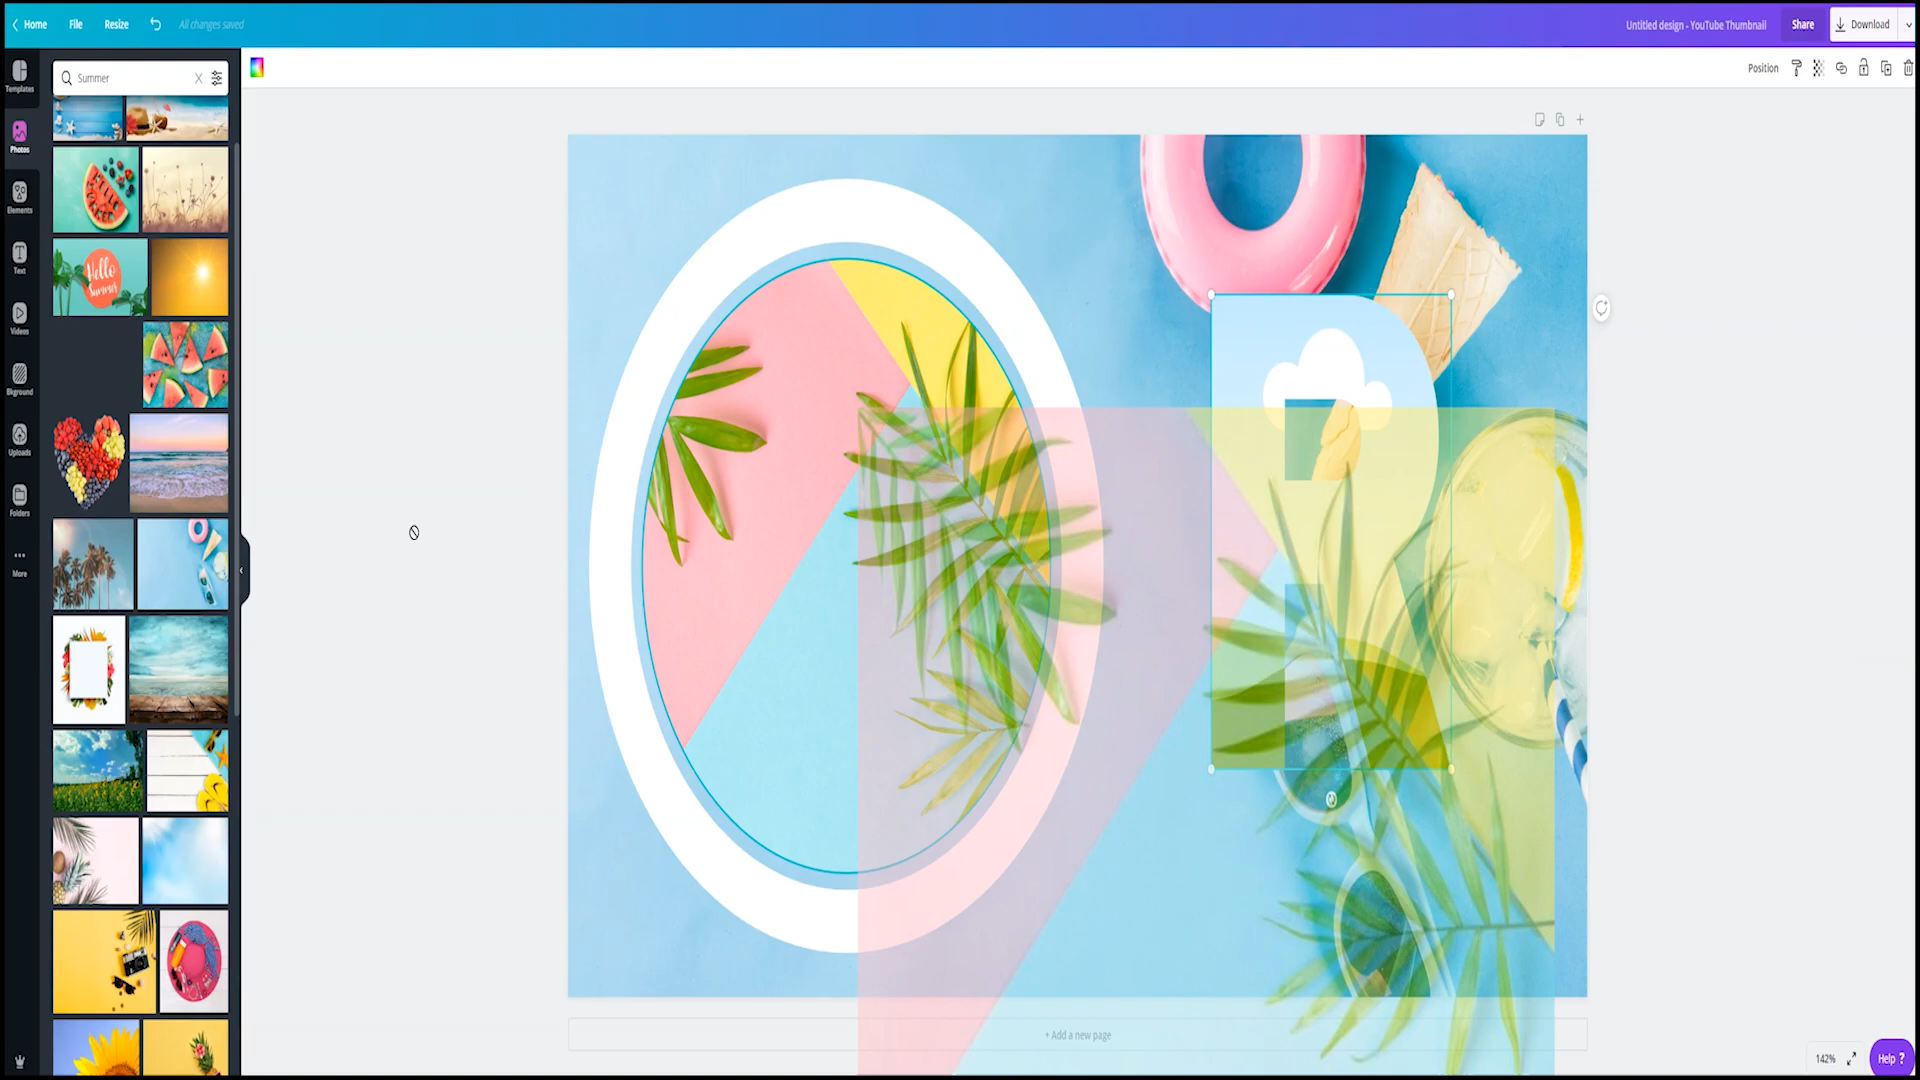 Home File Resize All changes saved
Untitled design - YouTube Thumbnail Share Download
Templates
Summer
Position
Photos
Elements
Text
Hello
Summer
Videos
Bkground
Uploads
Folders
More
R
+ Add a new page
142% Help ?